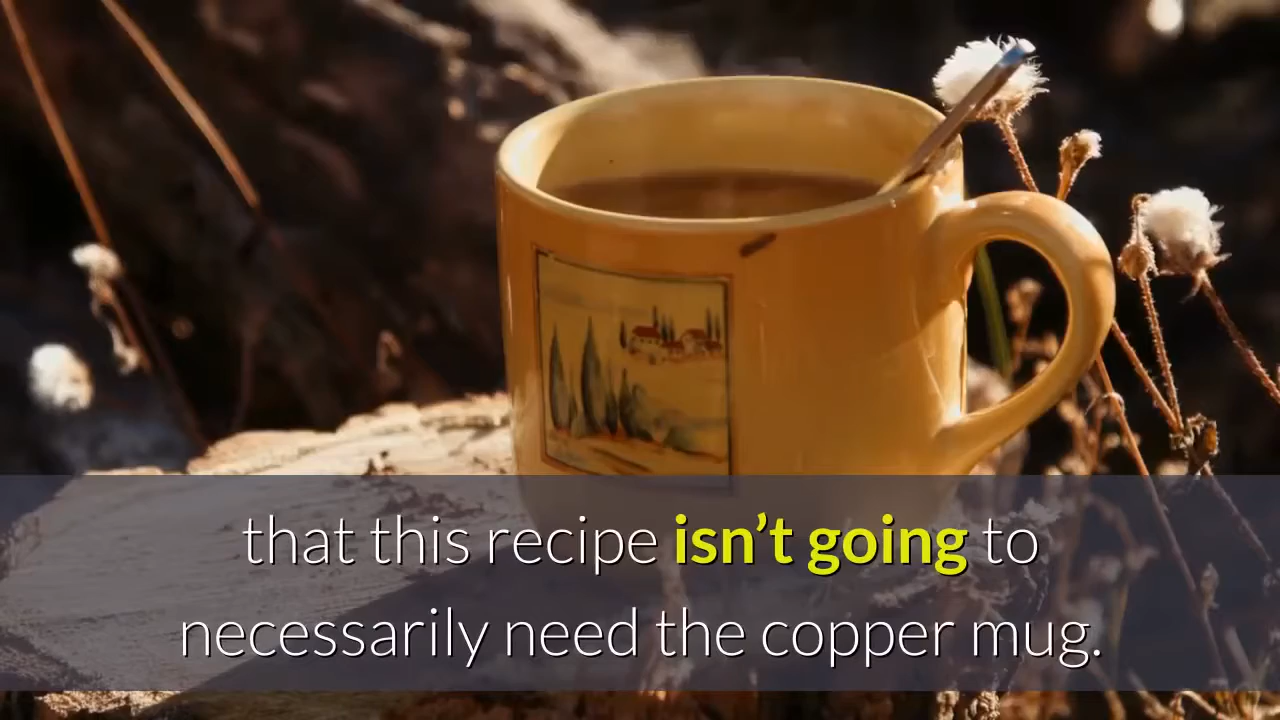 that this recipe isn’t going to
necessarily need the copper mug.